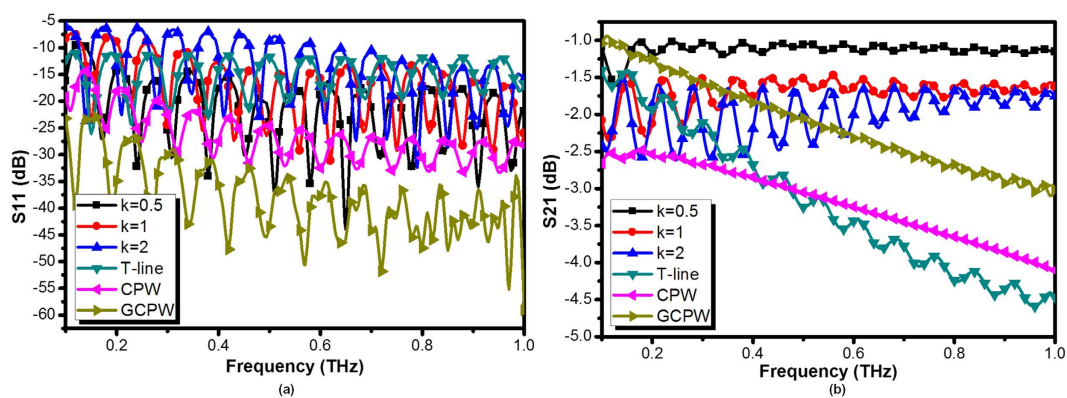 -5
-10
-15
-20
-25
-30
-35
-40
-45
-50
-55
-60
S11 (dB)
k=0.5
k=1
k=2
T-line
CPW
GCPW
0.2 0.4 0.6 0.8 1.0
Frequency (THz)
(a)
-1.0
-1.5
-2.0
-2.5
-3.0
-3.5
-4.0
-4.5
-5.0
S21 (dB)
k=0.5
k=1
k=2
T-line
CPW
GCPW
0.2 0.4 0.6 0.8 1.0
Frequency (THz)
(b)